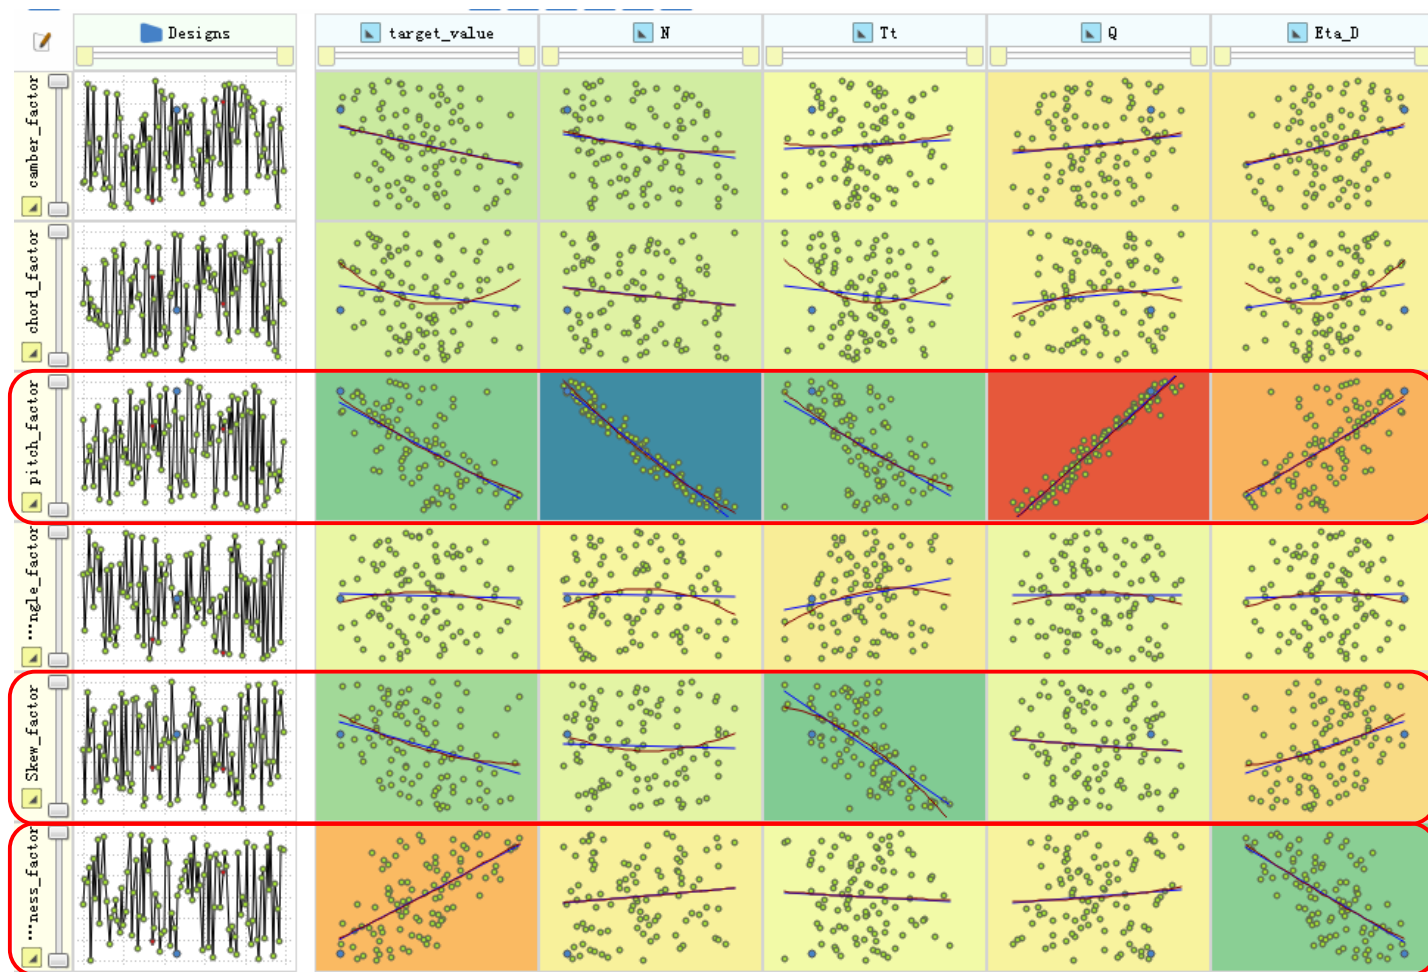 Designs
target_value
N
Tt
Q
Eta_D
camber_factor
chord_factor
pitch_factor
…ngle_factor
Skew_factor
…ness_factor